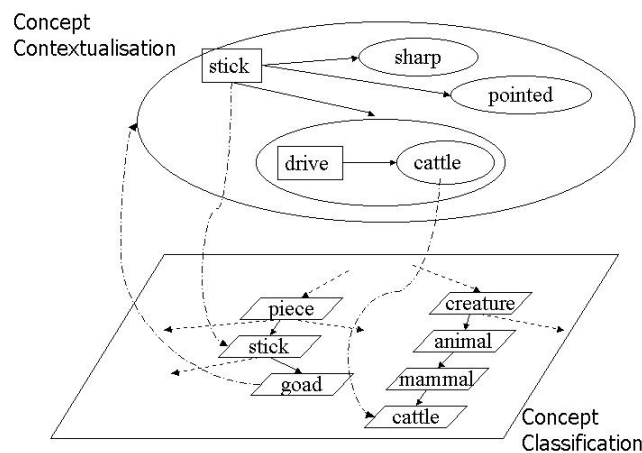 Concept
Contextualisation
stick
sharp
pointed
drive
cattle
piece
creature
stick
animal
goad
mammal
cattle
Concept
Classification